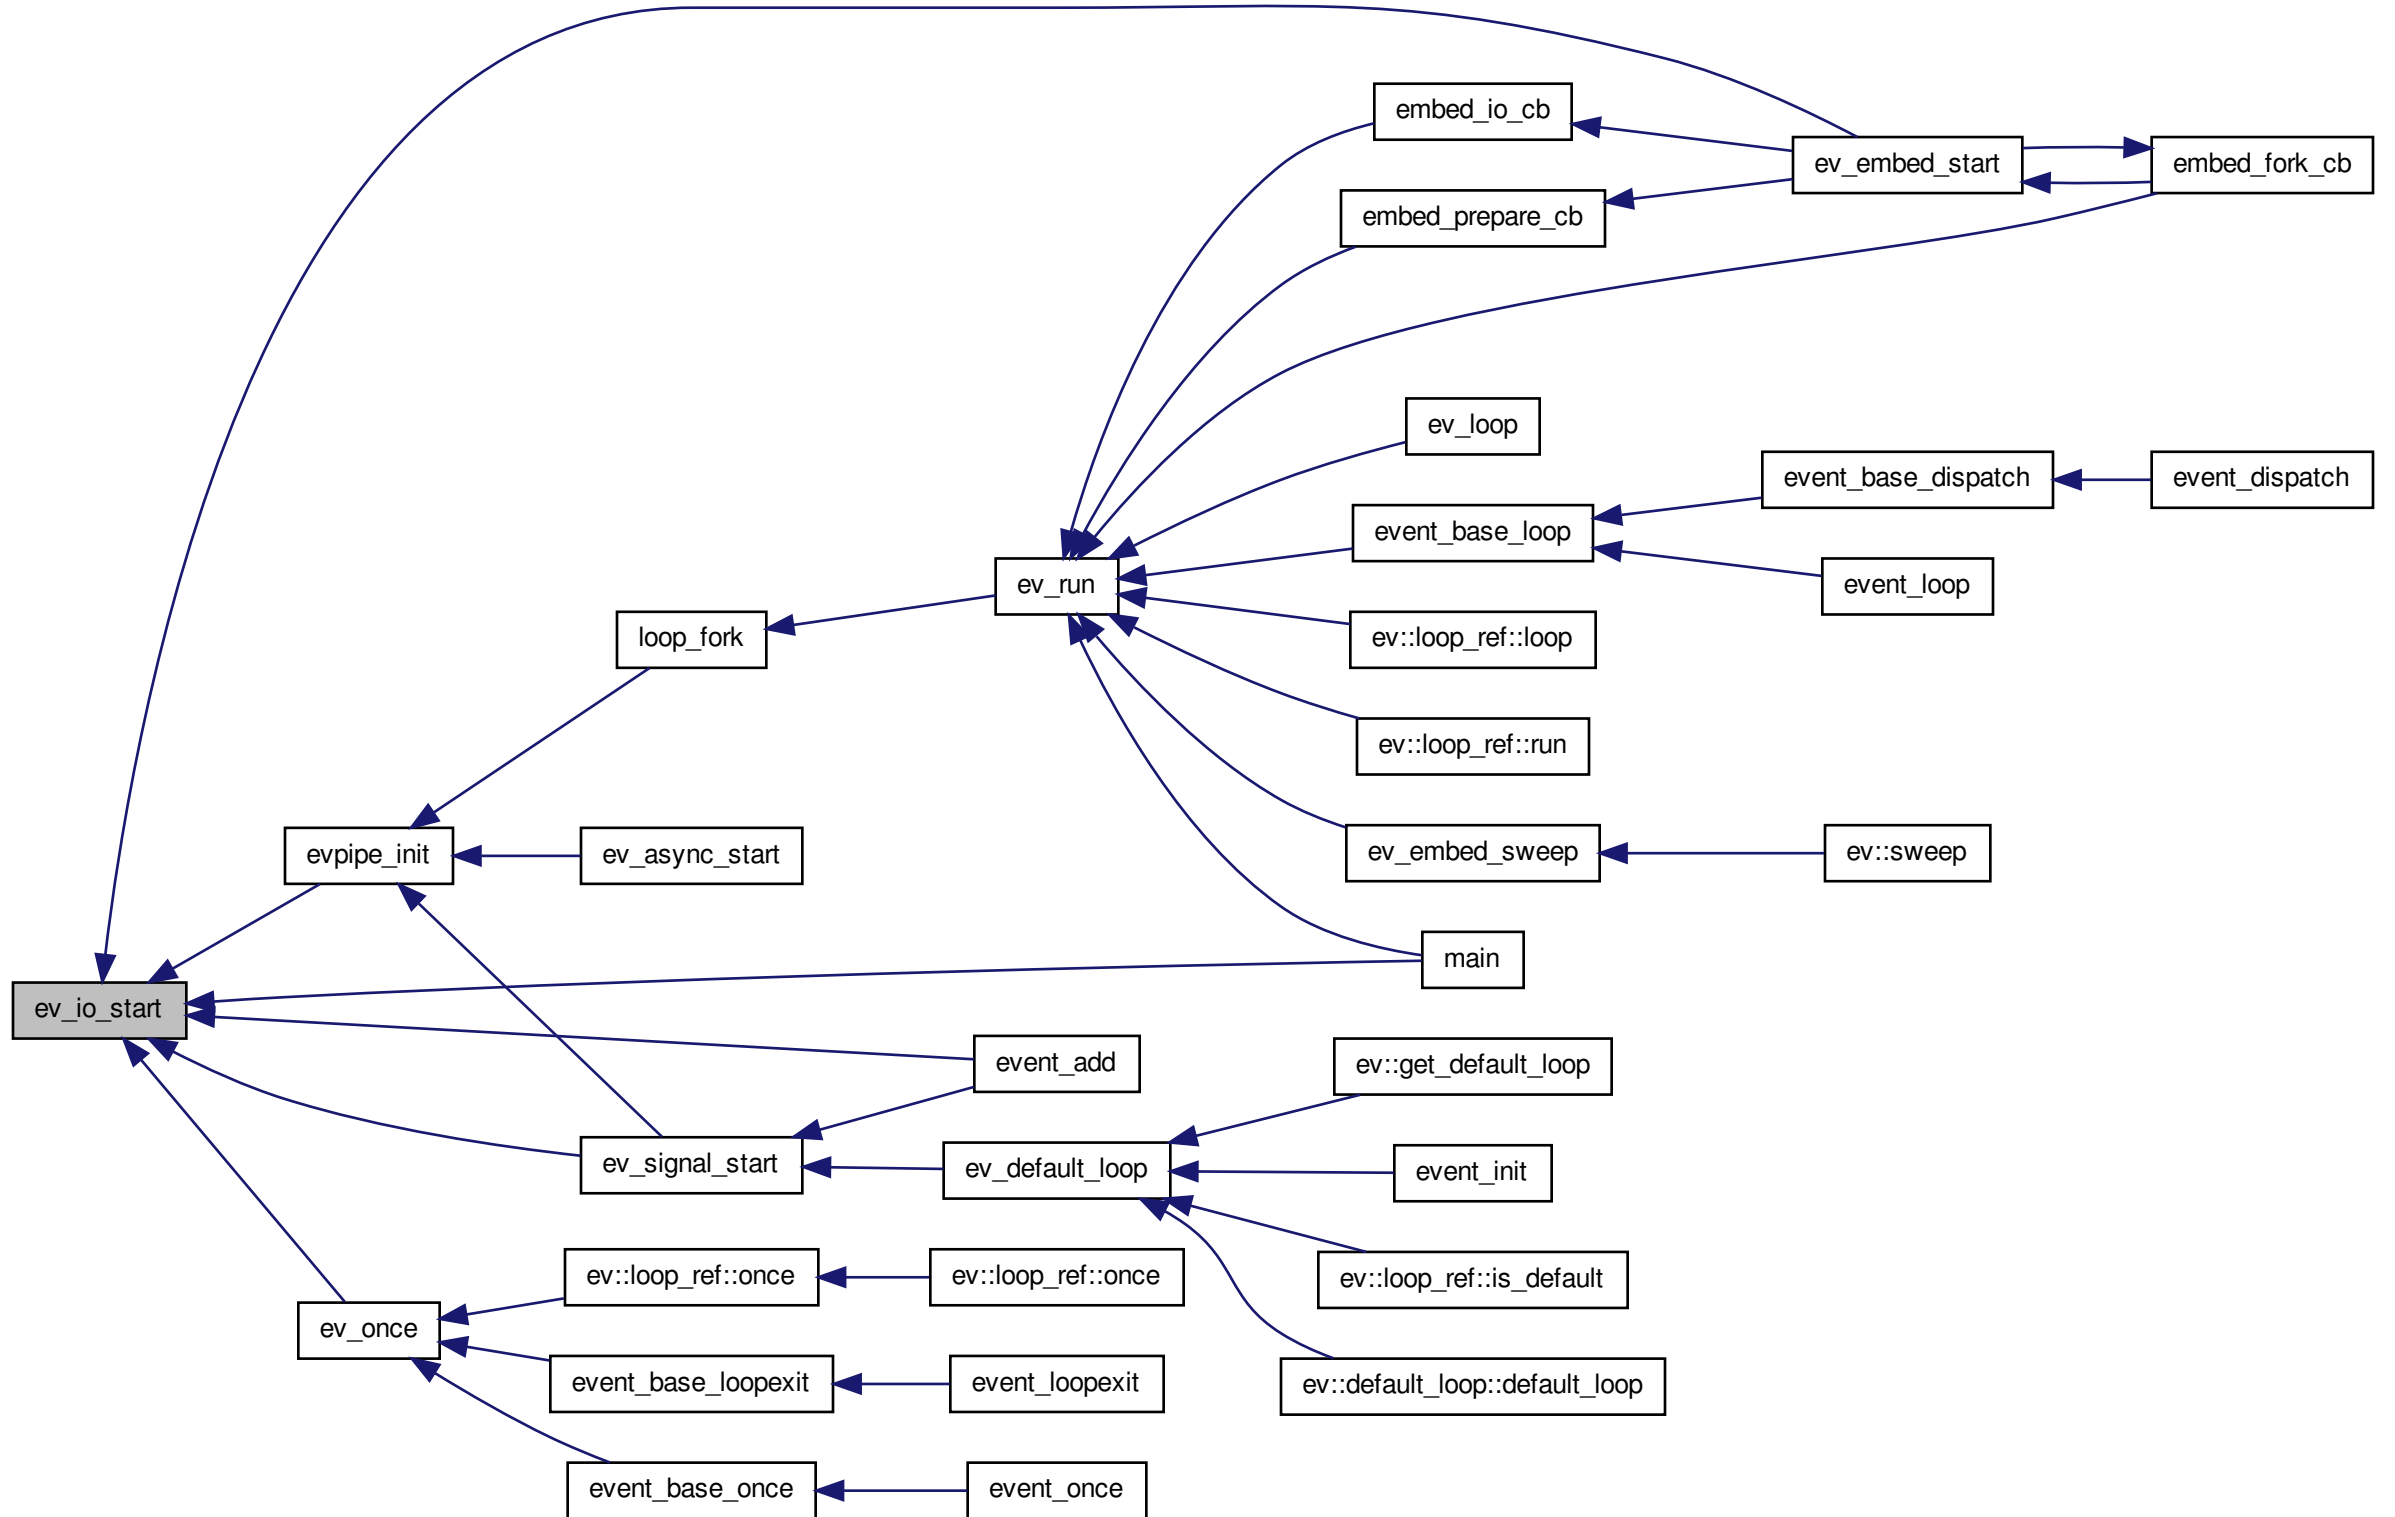 embed_io_cb
ev_embed_start
embed_fork_cb
embed_prepare_cb
ev_loop
event_base_dispatch
event_dispatch
event_base_loop
ev_run
event_loop
loop_fork
ev::loop_ref::loop
ev::loop_ref::run
evpipe_init
ev_async_start
ev_embed_sweep
ev::sweep
main
ev_io_start
event_add
ev::get_default_loop
ev_signal_start
ev_default_loop
event_init
ev::loop_ref::once
ev::loop_ref::once
ev::loop_ref::is_default
ev_once
event_base_loopexit
event_loopexit
ev::default_loop::default_loop
event_base_once
event_once